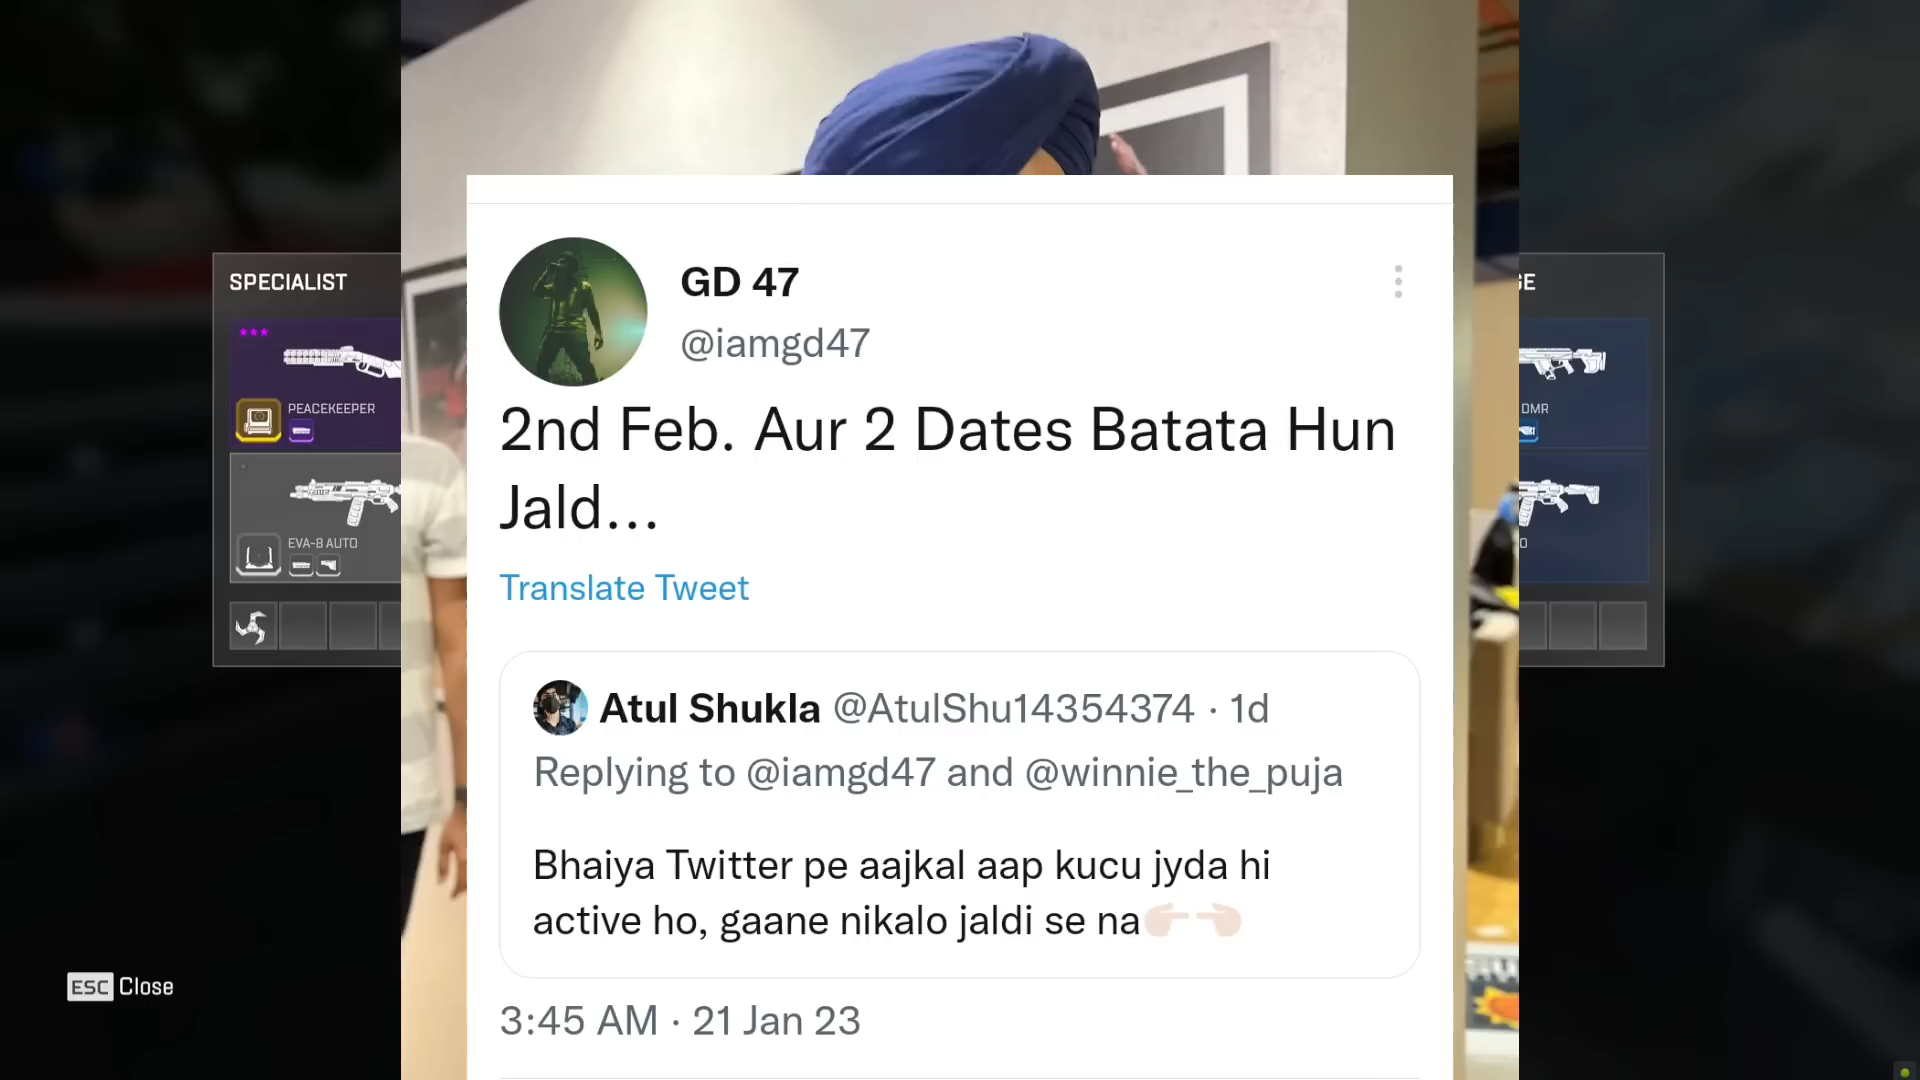 SPECIALIST
PEACEKEEPER
EVA-8 AUTO
GD 47
@iamgd47
2nd Feb. Aur 2 Dates Batata Hun
Jald...
Translate Tweet
Atul Shukla @AtulShu14354374 · 1d
Replying to @iamgd47 and @winnie_the_puja
Bhaiya Twitter pe aajkal aap kucu jyda hi
active ho, gaane nikalo jaldi se na
3:45 AM · 21 Jan 23
DMR
ESC Close